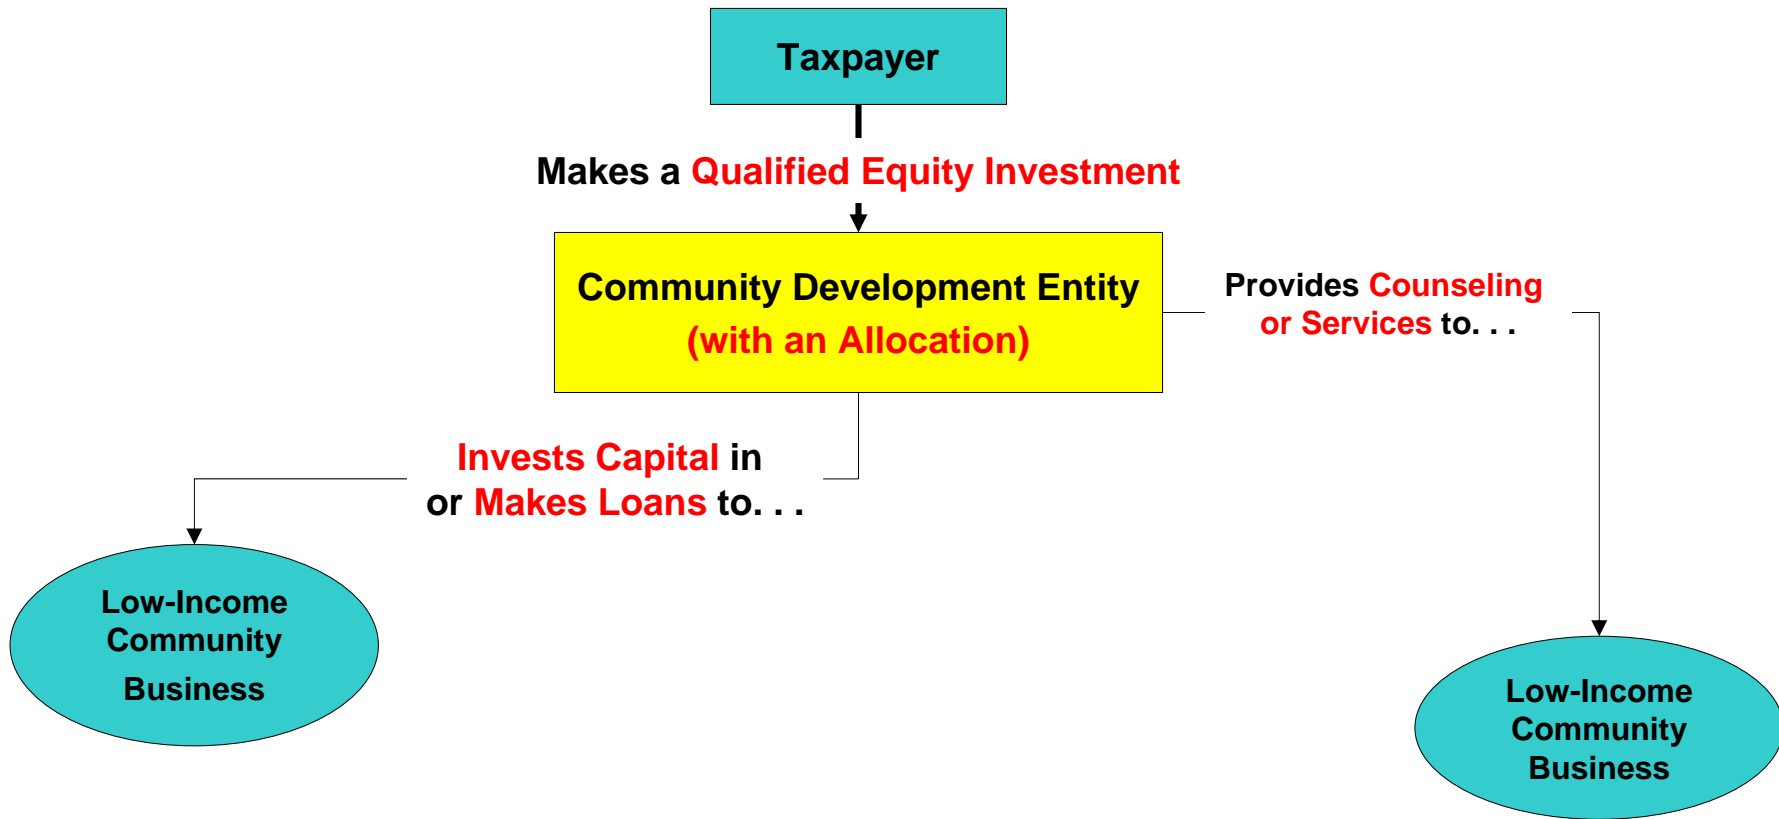 Taxpayer
Makes a Qualified Equity Investment
Community Development Entity
(with an Allocation)
Provides Counseling
or Services to. . .
Invests Capital in
or Makes Loans to. . .
Low-Income
Community
Business
Low-Income
Community
Business